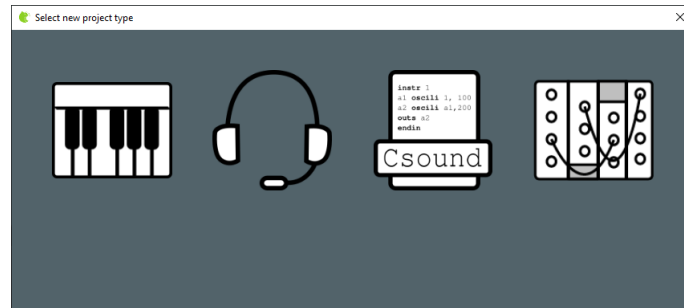 Select new project type
instr 1
a1 oscili 1, 100
a2 oscili a1,200
outs a2
endin
Csound